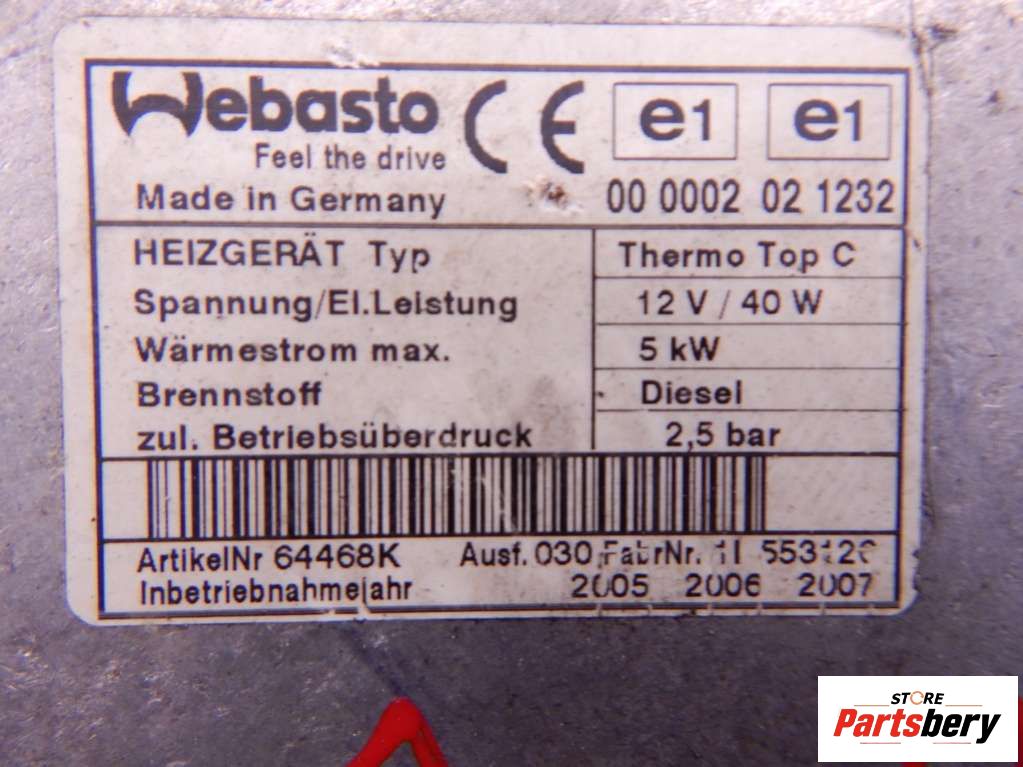 Webasto CE e1 e1
Feel the drive
Made in Germany 00 0002 02 1232
HEIZGERÄT Typ Thermo Top C
Spannung/El.Leistung 12 V / 40 W
Wärmestrom max. 5 kW
Brennstoff Diesel
zul. Betriebsüberdruck 2,5 bar
ArtikelNr 64468K Ausf. 030 FabrNr.
Inbetriebnahmejahr 2005 2006 2007
STORE
Partsbery